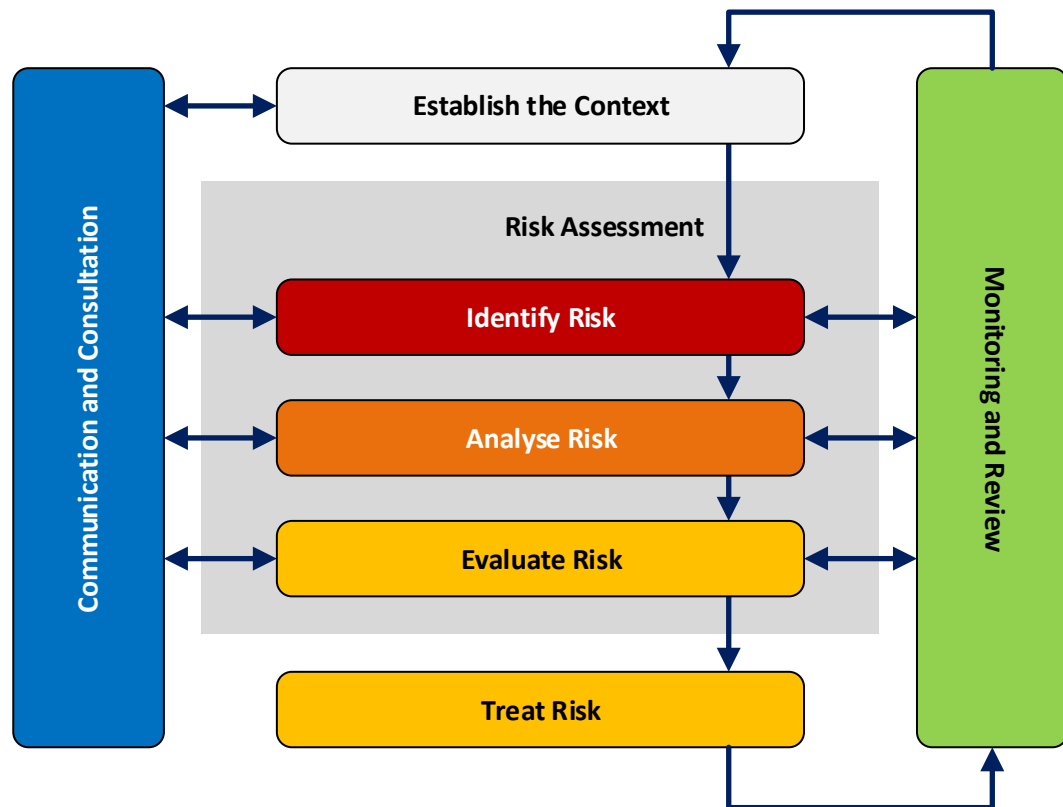 Establish the Context
Communication and Consultation
Risk Assessment
Identify Risk
Analyse Risk
Evaluate Risk
Treat Risk
Monitoring and Review